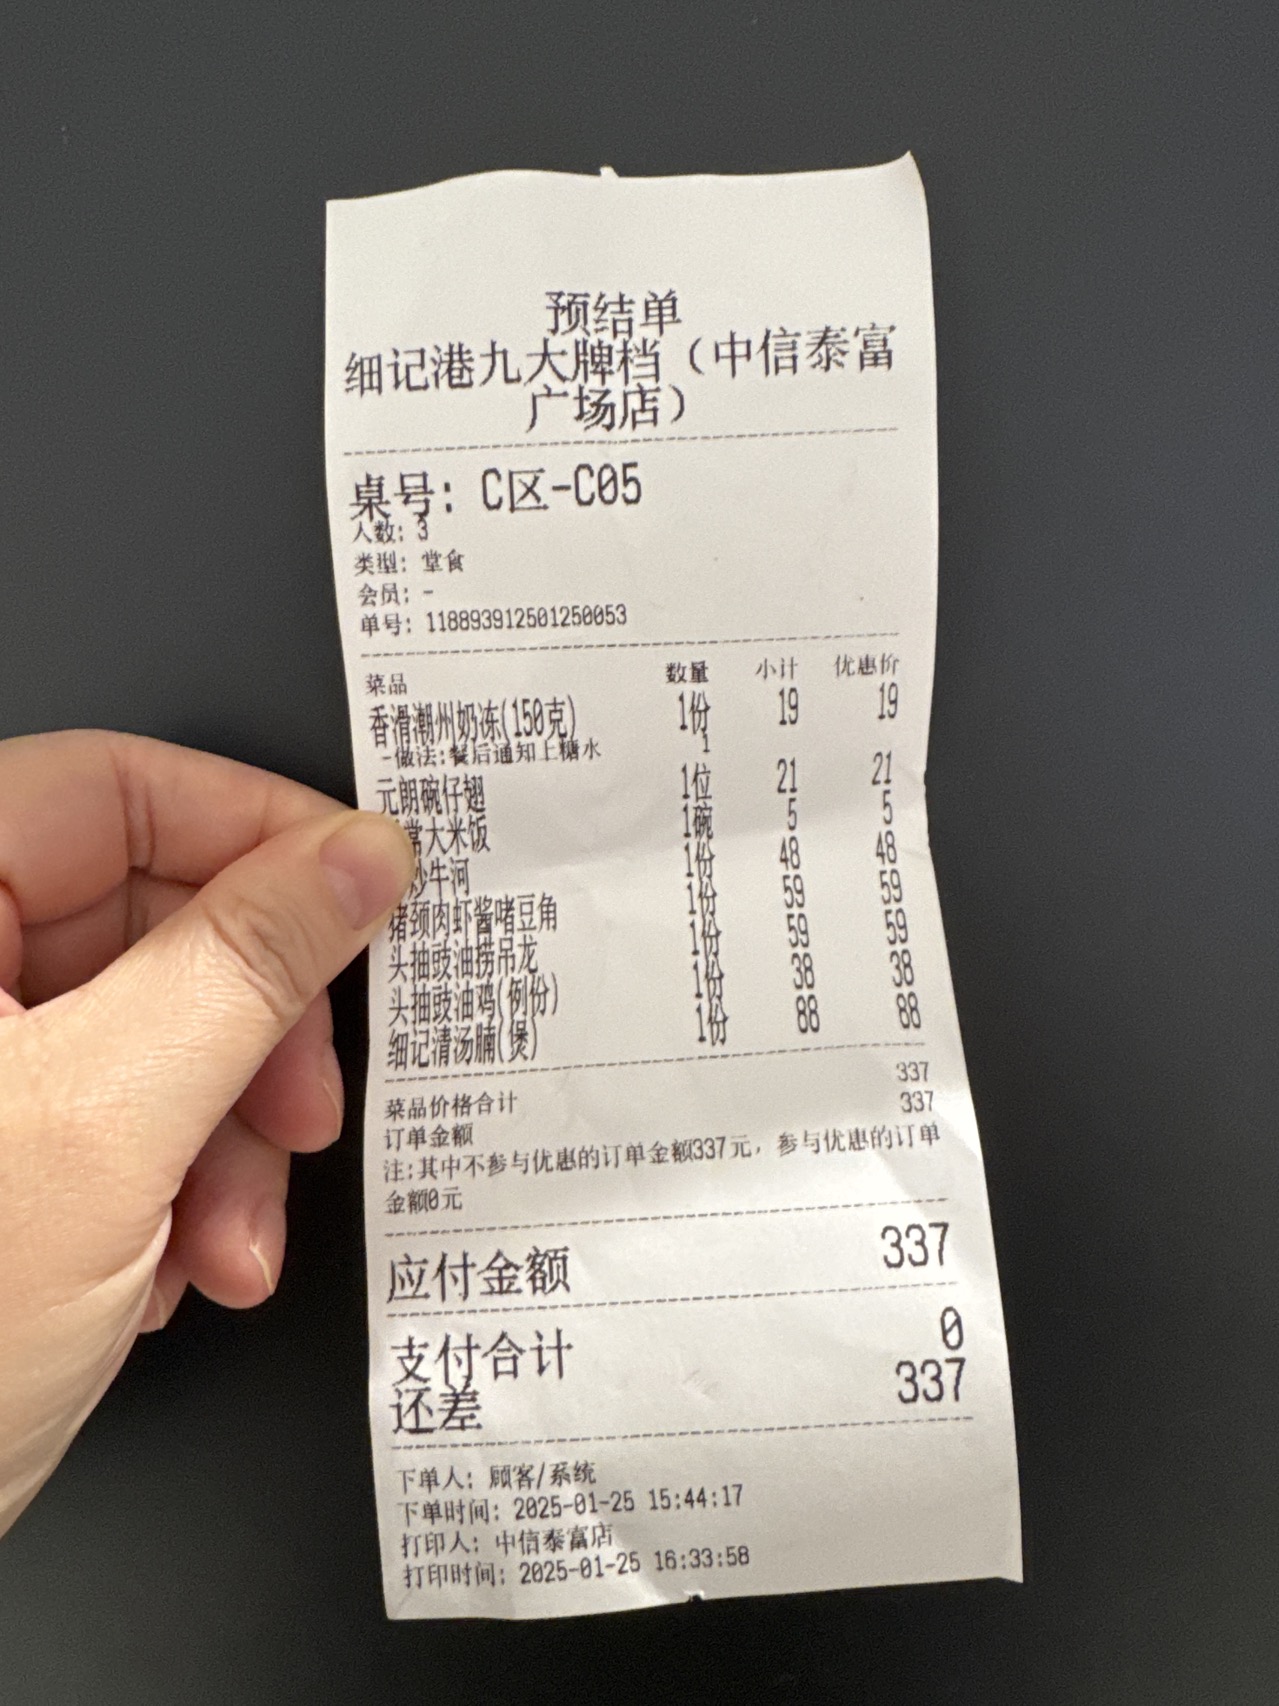 预结单
细记港九大牌档（中信泰富
广场店）
桌号: C区-C05
人数: 3
类型: 堂食
会员: -
单号: 118893912501250053
菜品 数量 小计 优惠价
香滑潮州奶冻(150克) 1份 19 19
-做法:餐后通知上糖水 1
元朗碗仔翅 1位 21 21
常大米饭 1碗 5 5
炒牛河 1份 48 48
猪颈肉虾酱啫豆角 1份 59 59
头抽豉油捞吊龙 1份 59 59
头抽豉油鸡(例份) 1份 38 38
细记清汤腩(煲) 1份 88 88
菜品价格合计 337
订单金额 337
注:其中不参与优惠的订单金额337元，参与优惠的订单
金额0元
应付金额 337
支付合计 0
还差 337
下单人: 顾客/系统
下单时间: 2025-01-25 15:44:17
打印人: 中信泰富店
打印时间: 2025-01-25 16:33:58